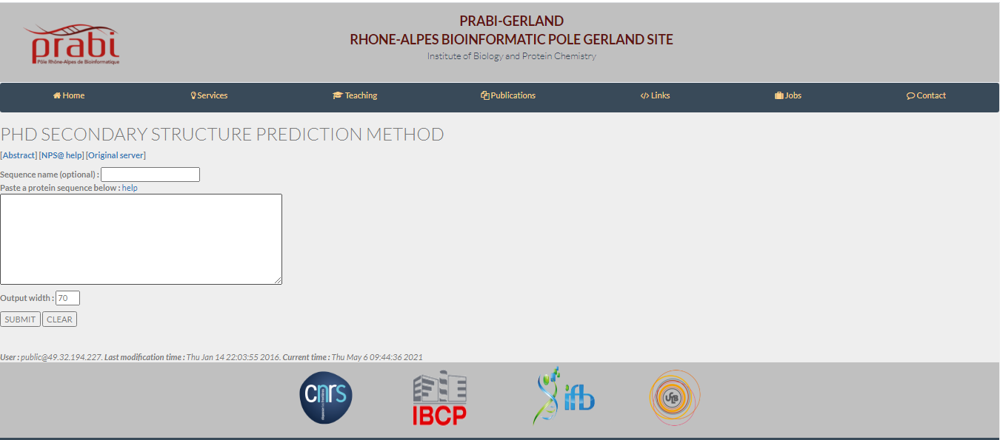 prabi
Pôle Rhône-Alpes de Bioinformatique
PRABI-GERLAND
RHONE-ALPES BIOINFORMATIC POLE GERLAND SITE
Institute of Biology and Protein Chemistry
Home Services Teaching Publications Links Jobs Contact
PHD SECONDARY STRUCTURE PREDICTION METHOD
[Abstract] [NPS@ help] [Original server]
Sequence name (optional) :
Paste a protein sequence below : help
Output width : 70
SUBMIT CLEAR
User : public@49.32.194.227. Last modification time : Thu Jan 14 22:03:55 2016. Current time : Thu May 6 09:44:36 2021
cnrs
IBCP
ifb